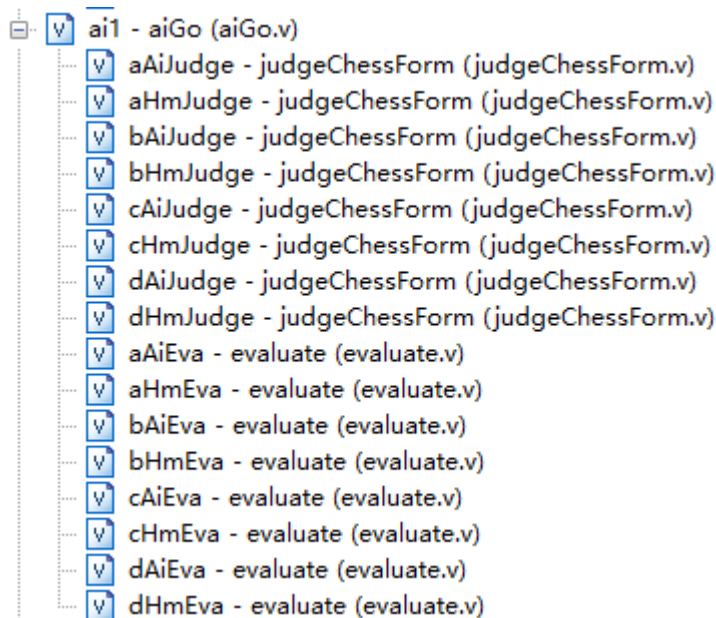 ai1 - aiGo (aiGo.v)
aAiJudge - judgeChessForm (judgeChessForm.v)
aHmJudge - judgeChessForm (judgeChessForm.v)
bAiJudge - judgeChessForm (judgeChessForm.v)
bHmJudge - judgeChessForm (judgeChessForm.v)
cAiJudge - judgeChessForm (judgeChessForm.v)
cHmJudge - judgeChessForm (judgeChessForm.v)
dAiJudge - judgeChessForm (judgeChessForm.v)
dHmJudge - judgeChessForm (judgeChessForm.v)
aAiEva - evaluate (evaluate.v)
aHmEva - evaluate (evaluate.v)
bAiEva - evaluate (evaluate.v)
bHmEva - evaluate (evaluate.v)
cAiEva - evaluate (evaluate.v)
cHmEva - evaluate (evaluate.v)
dAiEva - evaluate (evaluate.v)
dHmEva - evaluate (evaluate.v)